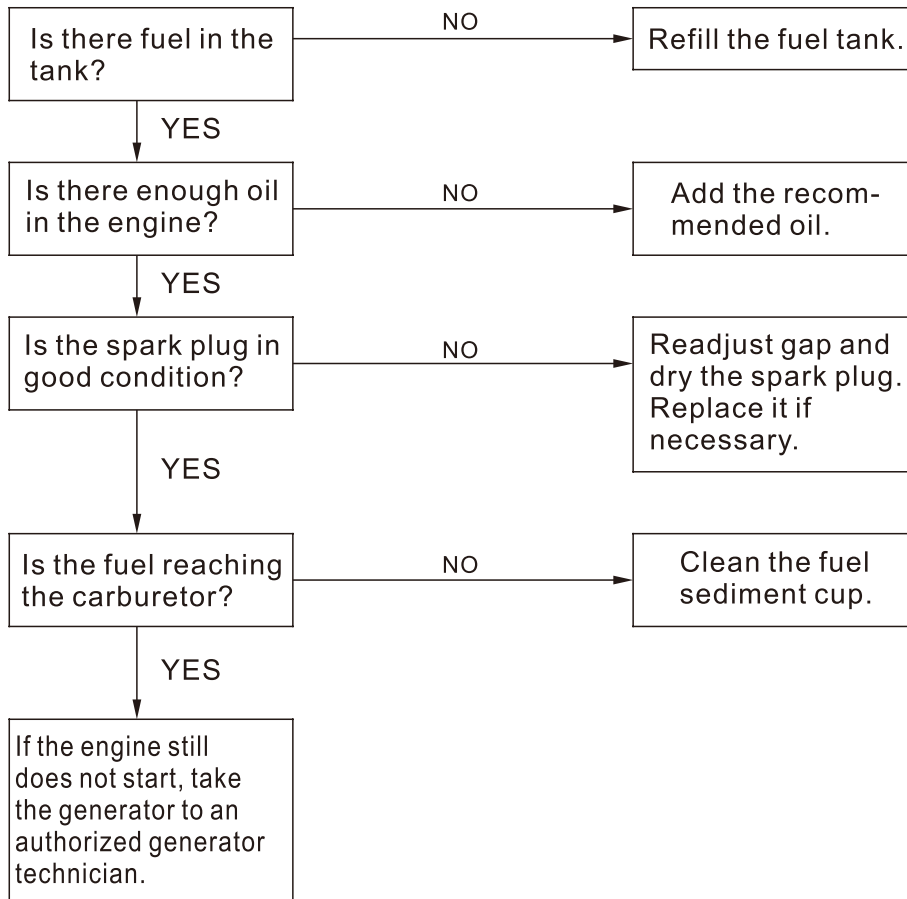 Is there fuel in the
tank?
NO
Refill the fuel tank.
YES
Is there enough oil
in the engine?
NO
Add the recom-
mended oil.
YES
Is the spark plug in
good condition?
NO
Readjust gap and
dry the spark plug.
Replace it if
necessary.
YES
Is the fuel reaching
the carburetor?
NO
Clean the fuel
sediment cup.
YES
If the engine still
does not start, take
the generator to an
authorized generator
technician.